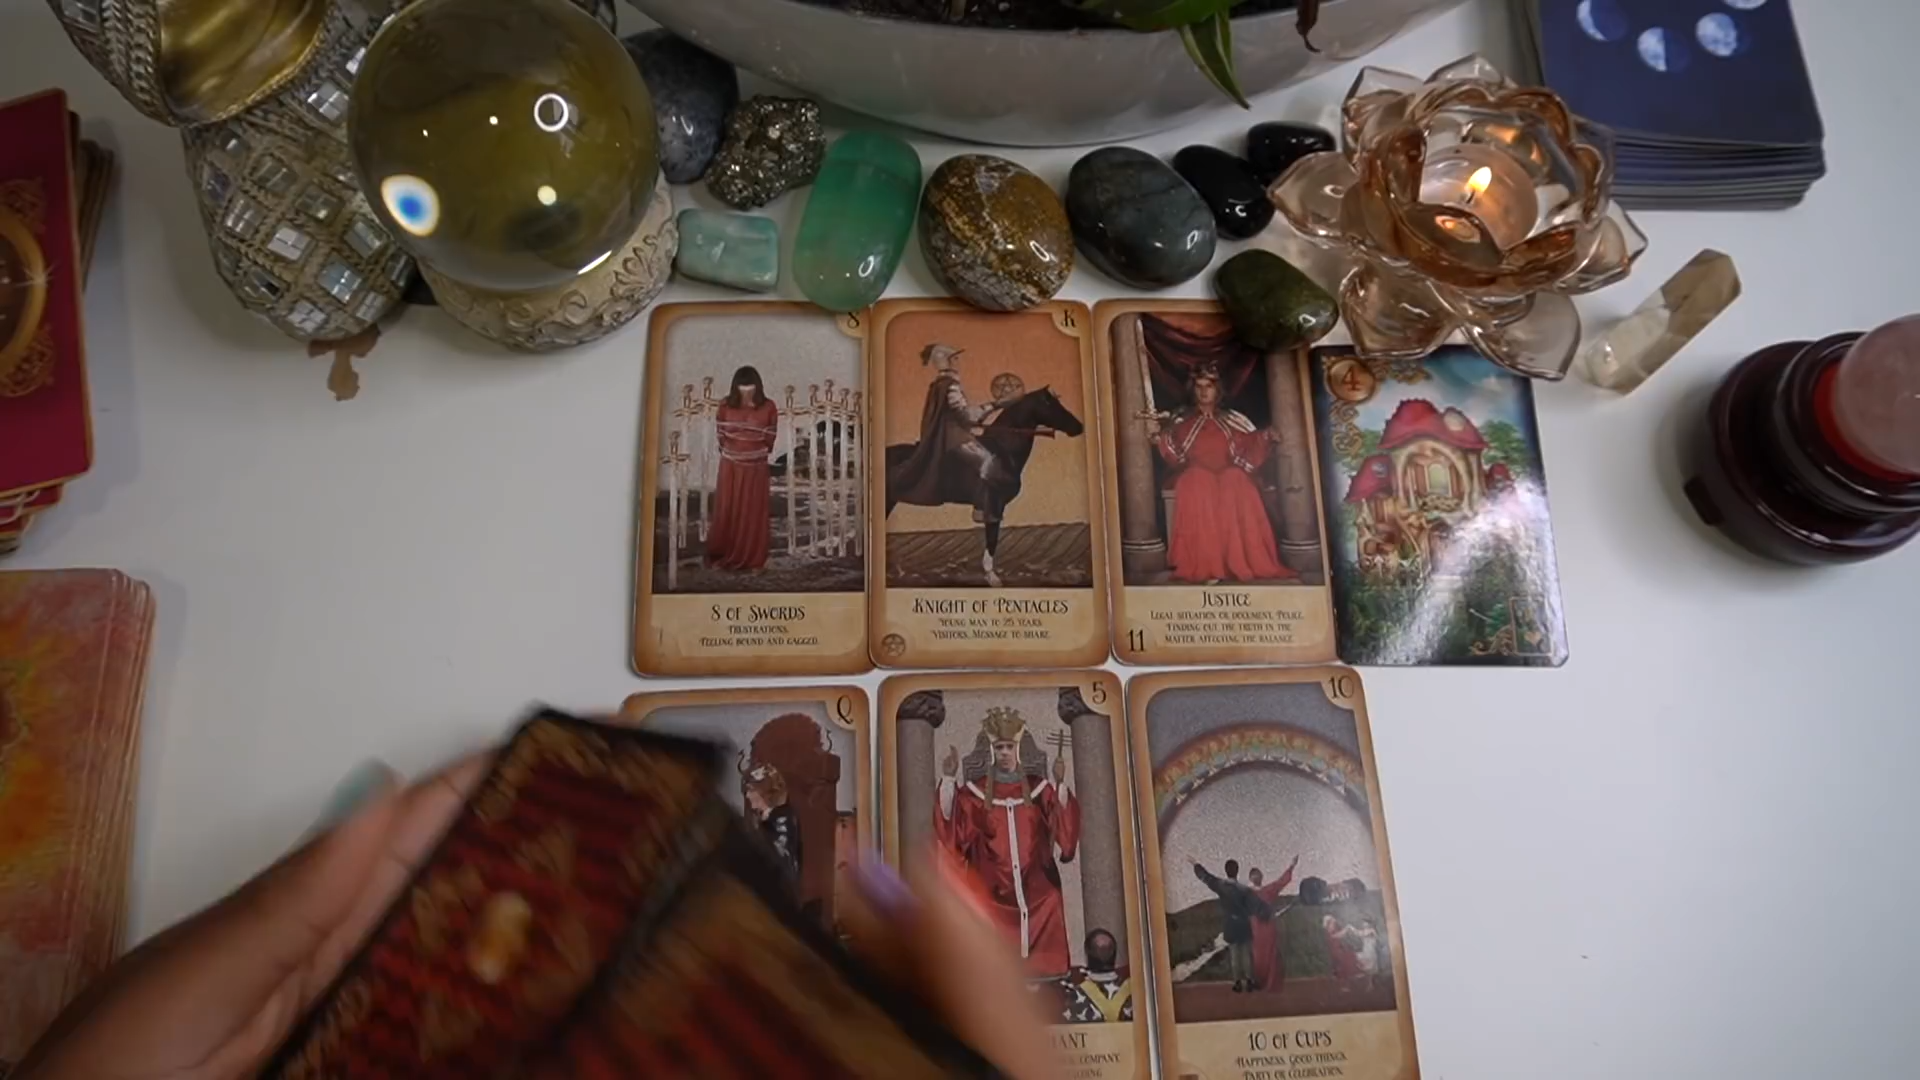 8
K
4
8 OF SWORDS
FRUSTRATIONS.
FEELING BOUND AND GAGGED.
KNIGHT OF PENTACLES
YOUNG MAN TO 25 YEARS.
VISITORS. MESSAGE TO SHARE.
JUSTICE
LEGAL SITUATION OR DOCUMENT. POLICE.
FINDING OUT THE TRUTH IN THE
MATTER AFFECTING THE BALANCE.
11
Q
5
10
ANT
COMPANY
10 OF CUPS
HAPPINESS. GOOD THINGS.
PARTY OR CELEBRATION.